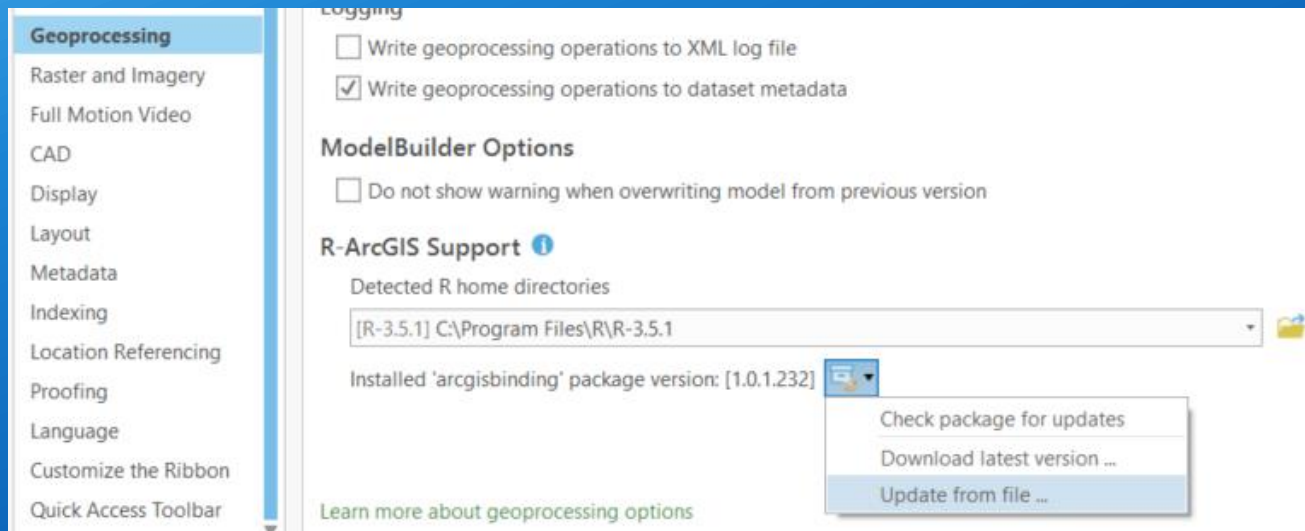 Geoprocessing
Raster and Imagery
Full Motion Video
CAD
Display
Layout
Metadata
Indexing
Location Referencing
Proofing
Language
Customize the Ribbon
Quick Access Toolbar
Logging
Write geoprocessing operations to XML log file
Write geoprocessing operations to dataset metadata
ModelBuilder Options
Do not show warning when overwriting model from previous version
R-ArcGIS Support
Detected R home directories
[R-3.5.1] C:\Program Files\R\R-3.5.1
Installed 'arcgisbinding' package version: [1.0.1.232]
Check package for updates
Download latest version ...
Update from file ...
Learn more about geoprocessing options